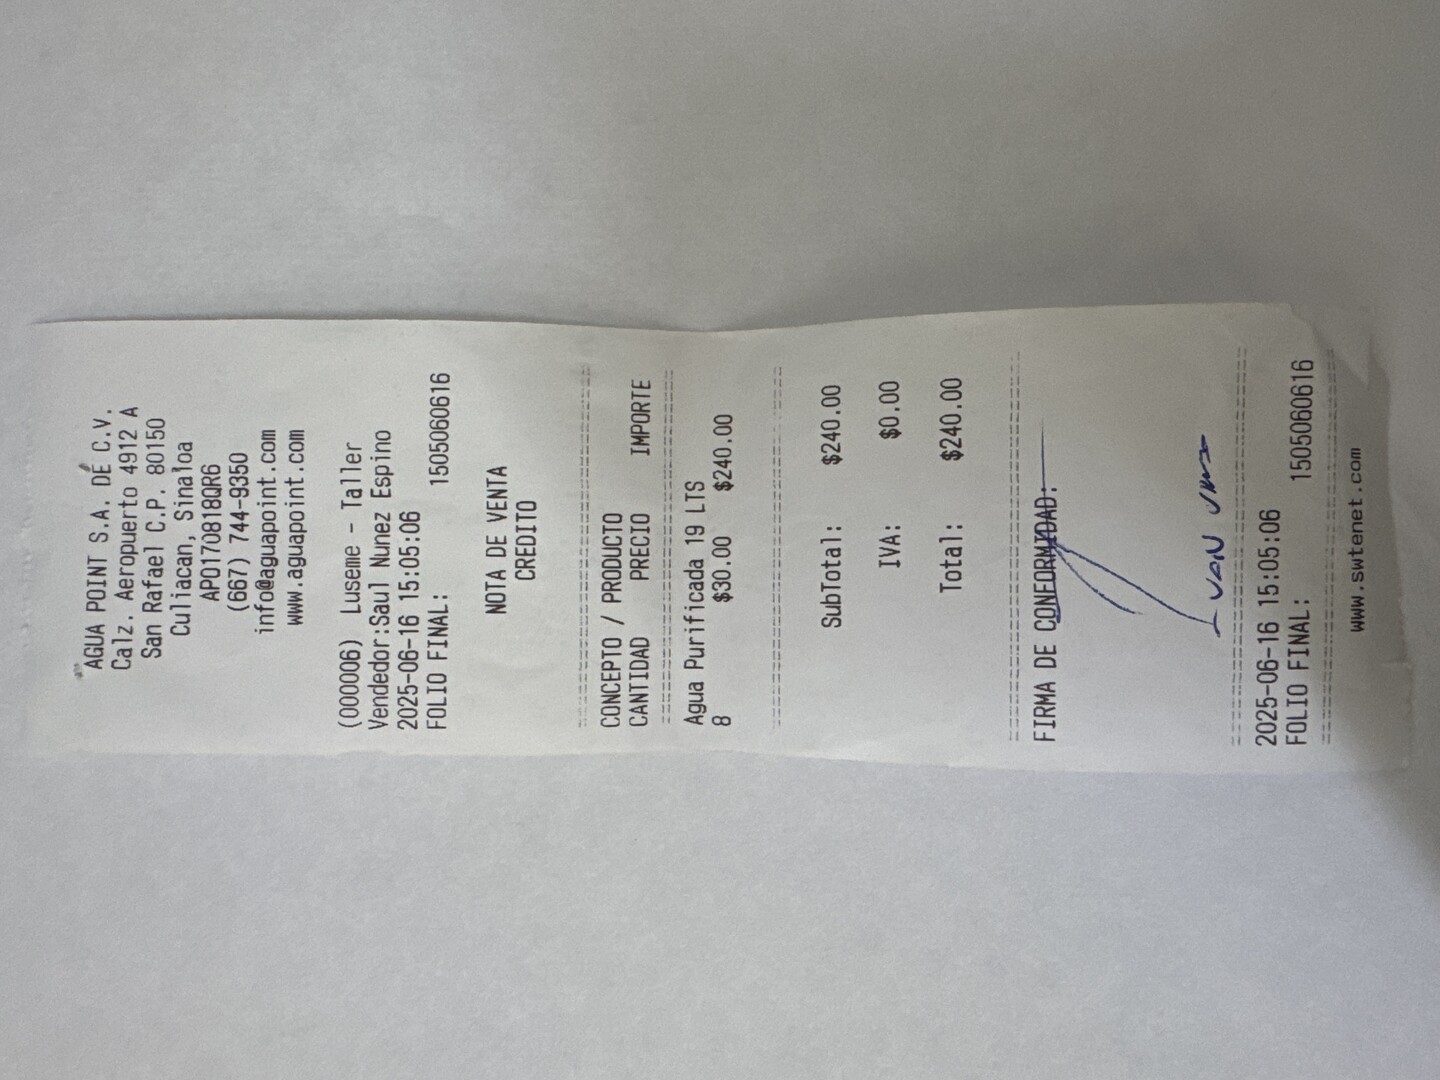 AGUA POINT S.A. DE C.V.
Calz. Aeropuerto 4912 A
San Rafael C.P. 80150
Culiacan, Sinaloa
APO170818QR6
(667) 744-9350
info@aguapoint.com
www.aguapoint.com
(000006) Luseme - Taller
Vendedor:Saul Nunez Espino
2025-06-16 15:05:06
FOLIO FINAL: 1505060616
NOTA DE VENTA
CREDITO
CONCEPTO / PRODUCTO
CANTIDAD PRECIO IMPORTE
Agua Purificada 19 LTS
8 $30.00 $240.00
SubTotal: $240.00
IVA: $0.00
Total: $240.00
FIRMA DE CONFORMIDAD:
2025-06-16 15:05:06
FOLIO FINAL: 1505060616
www.swtenet.com